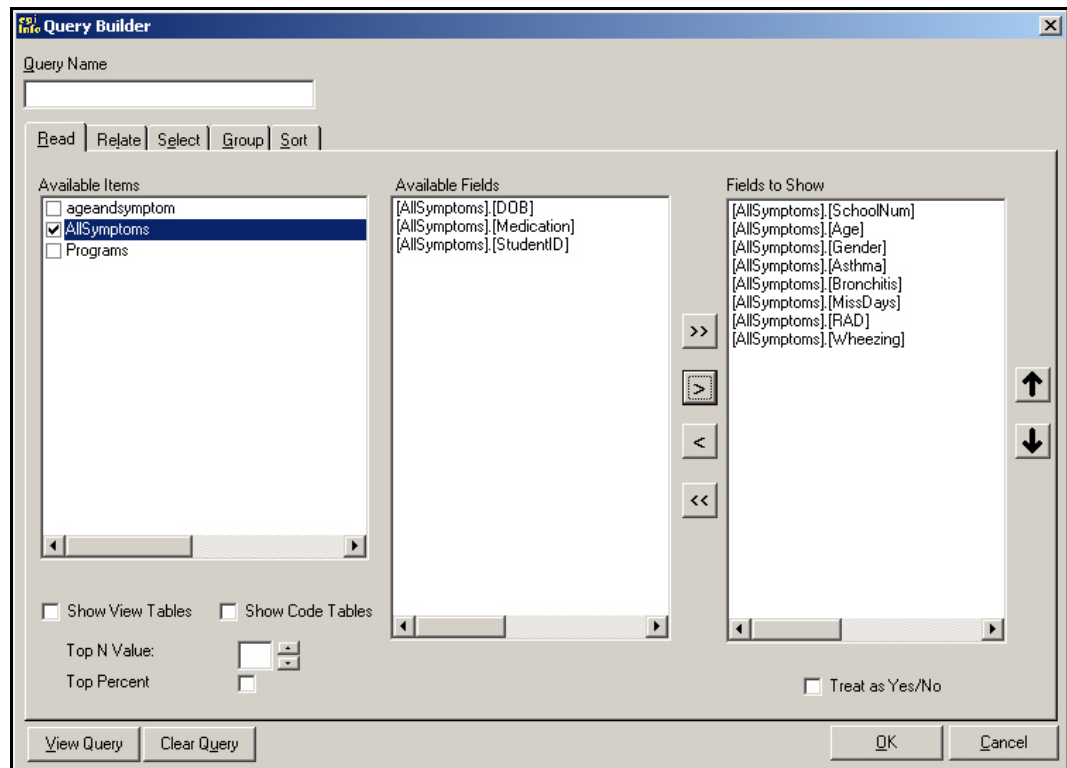 epi
info
Query Builder
Query Name
Read
Relate
Select
Group
Sort
Available Items
ageandsymptom
AllSymptoms
Programs
Available Fields
[AllSymptoms].[DOB]
[AllSymptoms].[Medication]
[AllSymptoms].[StudentID]
>>
>
<
<<
Fields to Show
[AllSymptoms].[SchoolNum]
[AllSymptoms].[Age]
[AllSymptoms].[Gender]
[AllSymptoms].[Asthma]
[AllSymptoms].[Bronchitis]
[AllSymptoms].[MissDays]
[AllSymptoms].[RAD]
[AllSymptoms].[Wheezing]
Show View Tables
Show Code Tables
Top N Value:
Top Percent
Treat as Yes/No
View Query
Clear Query
OK
Cancel